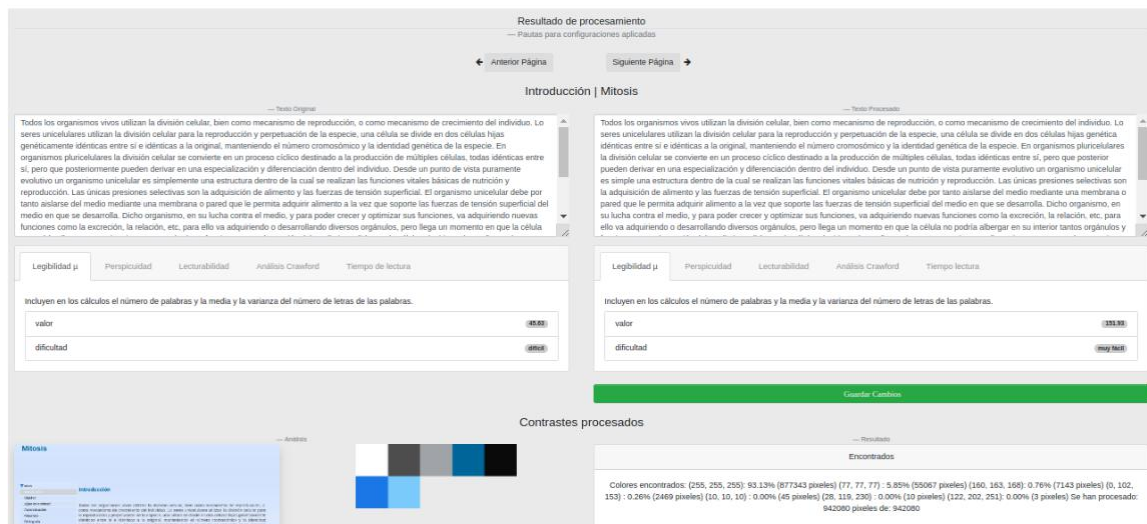 Resultado de procesamiento
— Pautas para configuraciones aplicadas
Anterior Página
Siguiente Página
Introducción | Mitosis
— Texto Original
Todos los organismos vivos utilizan la división celular, bien como mecanismo de reproducción, o como mecanismo de crecimiento del individuo. Lo
seres unicelulares utilizan la división celular para la reproducción y perpetuación de la especie, una célula se divide en dos células hijas
genéticamente idénticas entre sí e idénticas a la original, manteniendo el número cromosómico y la identidad genética de la especie. En
organismos pluricelulares la división celular se convierte en un proceso cíclico destinado a la producción de múltiples células, todas idénticas entre
sí, pero que posteriormente pueden derivar en una especialización y diferenciación dentro del individuo. Desde un punto de vista puramente
evolutivo un organismo unicelular es simplemente una estructura dentro de la cual se realizan las funciones vitales básicas de nutrición y
reproducción. Las únicas presiones selectivas son la adquisición de alimento y las fuerzas de tensión superficial. El organismo unicelular debe por
tanto aislarse del medio mediante una membrana o pared que le permita adquirir alimento a la vez que soporte las fuerzas de tensión superficial del
medio en que se desarrolla. Dicho organismo, en su lucha contra el medio, y para poder crecer y optimizar sus funciones, va adquiriendo nuevas
funciones como la excreción, la relación, etc, para ello va adquiriendo o desarrollando diversos orgánulos, pero llega un momento en que la célula
— Texto Procesado
Todos los organismos vivos utilizan la división celular, bien como mecanismo de reproducción, o como mecanismo de crecimiento del individuo. Lo
seres unicelulares utilizan la división celular para la reproducción y perpetuación de la especie, una célula se divide en dos células hijas genética
idénticas entre sí e idénticas a la original, manteniendo el número cromosómico y la identidad genética de la especie. En organismos pluricelulares
la división celular se convierte en un proceso cíclico destinado a la producción de múltiples células, todas idénticas entre sí, pero que posterior
pueden derivar en una especialización y diferenciación dentro del individuo. Desde un punto de vista puramente evolutivo un organismo unicelular
es simple una estructura dentro de la cual se realizan las funciones vitales básicas de nutrición y reproducción. Las únicas presiones selectivas son
la adquisición de alimento y las fuerzas de tensión superficial. El organismo unicelular debe por tanto aislarse del medio mediante una membrana o
pared que le permita adquirir alimento a la vez que soporte las fuerzas de tensión superficial del medio en que se desarrolla. Dicho organismo, en
su lucha contra el medio, y para poder crecer y optimizar sus funciones, va adquiriendo nuevas funciones como la excreción, la relación, etc, para
ello va adquiriendo o desarrollando diversos orgánulos, pero llega un momento en que la célula no podría albergar en su interior tantos orgánulos y
Legibilidad μ Perspicuidad Lecturabilidad Análisis Crawford Tiempo de lectura
Incluyen en los cálculos el número de palabras y la media y la varianza del número de letras de las palabras.
valor 45.63
dificultad difícil
Legibilidad μ Perspicuidad Lecturabilidad Análisis Crawford Tiempo lectura
Incluyen en los cálculos el número de palabras y la media y la varianza del número de letras de las palabras.
valor 151.93
dificultad muy fácil
Guardar Cambios
Contrastes procesados
— Análisis
Mitosis
Introducción
— Resultado
Encontrados
Colores encontrados: (255, 255, 255): 93.13% (877343 pixeles) (77, 77, 77) : 5.85% (55067 pixeles) (160, 163, 168): 0.76% (7143 pixeles) (0, 102,
153) : 0.26% (2469 pixeles) (10, 10, 10) : 0.00% (45 pixeles) (28, 119, 230) : 0.00% (10 pixeles) (122, 202, 251): 0.00% (3 pixeles) Se han procesado:
942080 pixeles de: 942080